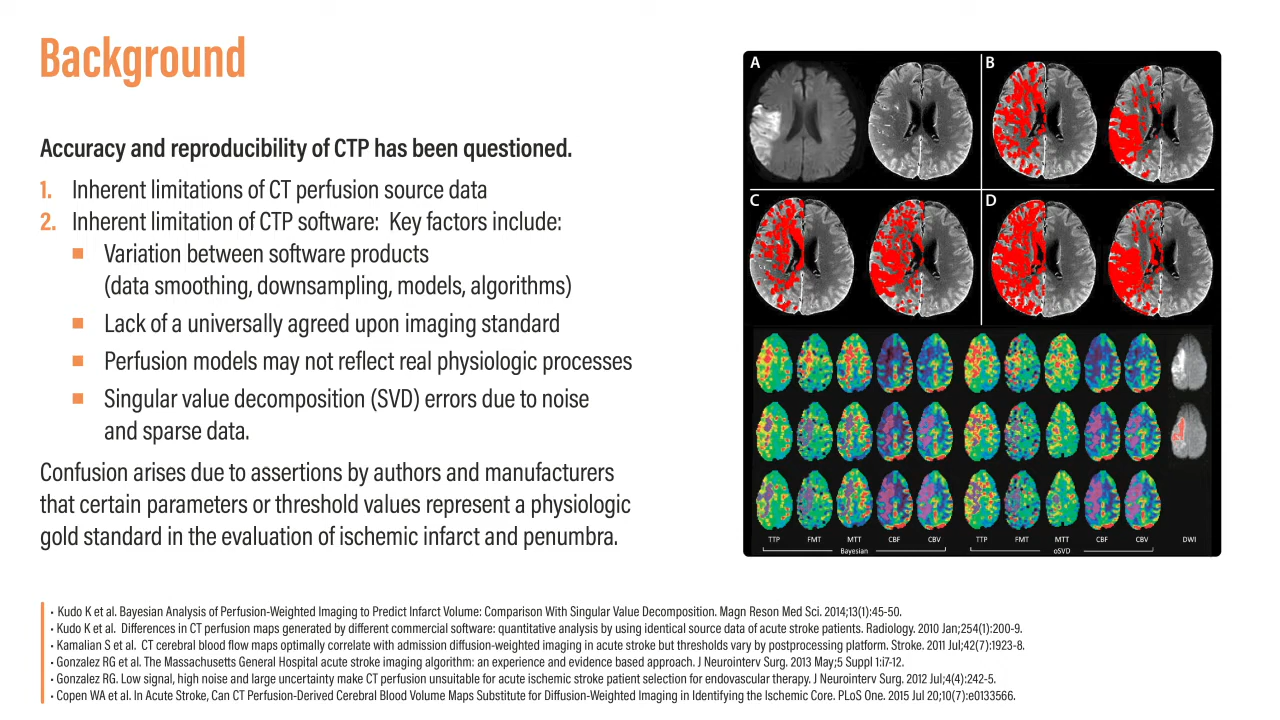 Background
Accuracy and reproducibility of CTP has been questioned.
1. Inherent limitations of CT perfusion source data
2. Inherent limitation of CTP software:  Key factors include:
■ Variation between software products
(data smoothing, downsampling, models, algorithms)
■ Lack of a universally agreed upon imaging standard
■ Perfusion models may not reflect real physiologic processes
■ Singular value decomposition (SVD) errors due to noise
and sparse data.
Confusion arises due to assertions by authors and manufacturers
that certain parameters or threshold values represent a physiologic
gold standard in the evaluation of ischemic infarct and penumbra.
A
B
C
D
TTP FMT MTT CBF CBV TTP FMT MTT CBF CBV DWI
Bayesian oSVD
• Kudo K et al. Bayesian Analysis of Perfusion-Weighted Imaging to Predict Infarct Volume: Comparison With Singular Value Decomposition. Magn Reson Med Sci. 2014;13(1):45-50.
• Kudo K et al.  Differences in CT perfusion maps generated by different commercial software: quantitative analysis by using identical source data of acute stroke patients. Radiology. 2010 Jan;254(1):200-9.
• Kamalian S et al.  CT cerebral blood flow maps optimally correlate with admission diffusion-weighted imaging in acute stroke but thresholds vary by postprocessing platform. Stroke. 2011 Jul;42(7):1923-8.
• Gonzalez RG et al. The Massachusetts General Hospital acute stroke imaging algorithm: an experience and evidence based approach. J Neurointerv Surg. 2013 May;5 Suppl 1:i7-12.
• Gonzalez RG. Low signal, high noise and large uncertainty make CT perfusion unsuitable for acute ischemic stroke patient selection for endovascular therapy. J Neurointerv Surg. 2012 Jul;4(4):242-5.
• Copen WA et al. In Acute Stroke, Can CT Perfusion-Derived Cerebral Blood Volume Maps Substitute for Diffusion-Weighted Imaging in Identifying the Ischemic Core. PLoS One. 2015 Jul 20;10(7):e0133566.